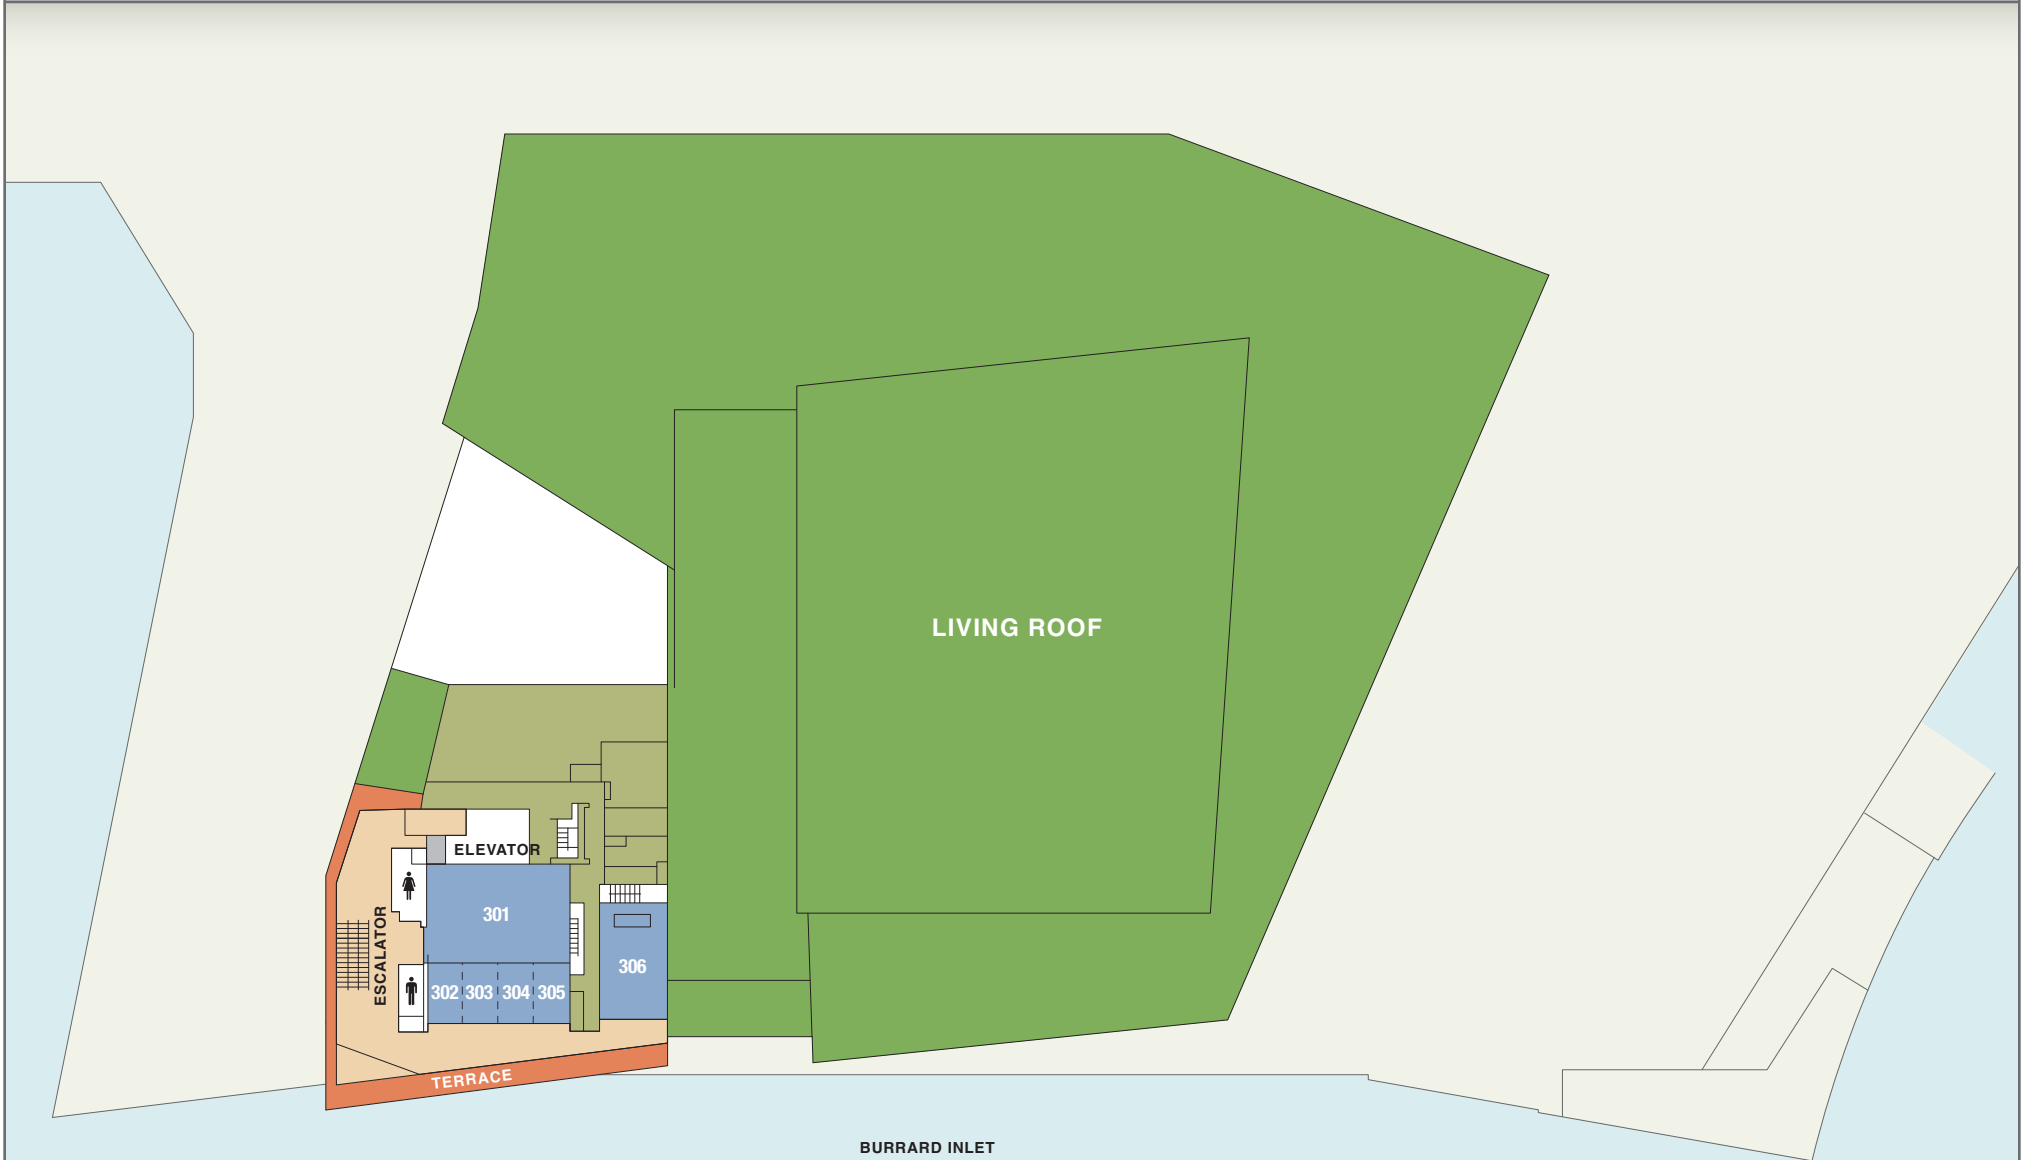 LIVING ROOF
ELEVATOR
301
ESCALATOR
306
302 303 304 305
TERRACE
BURRARD INLET